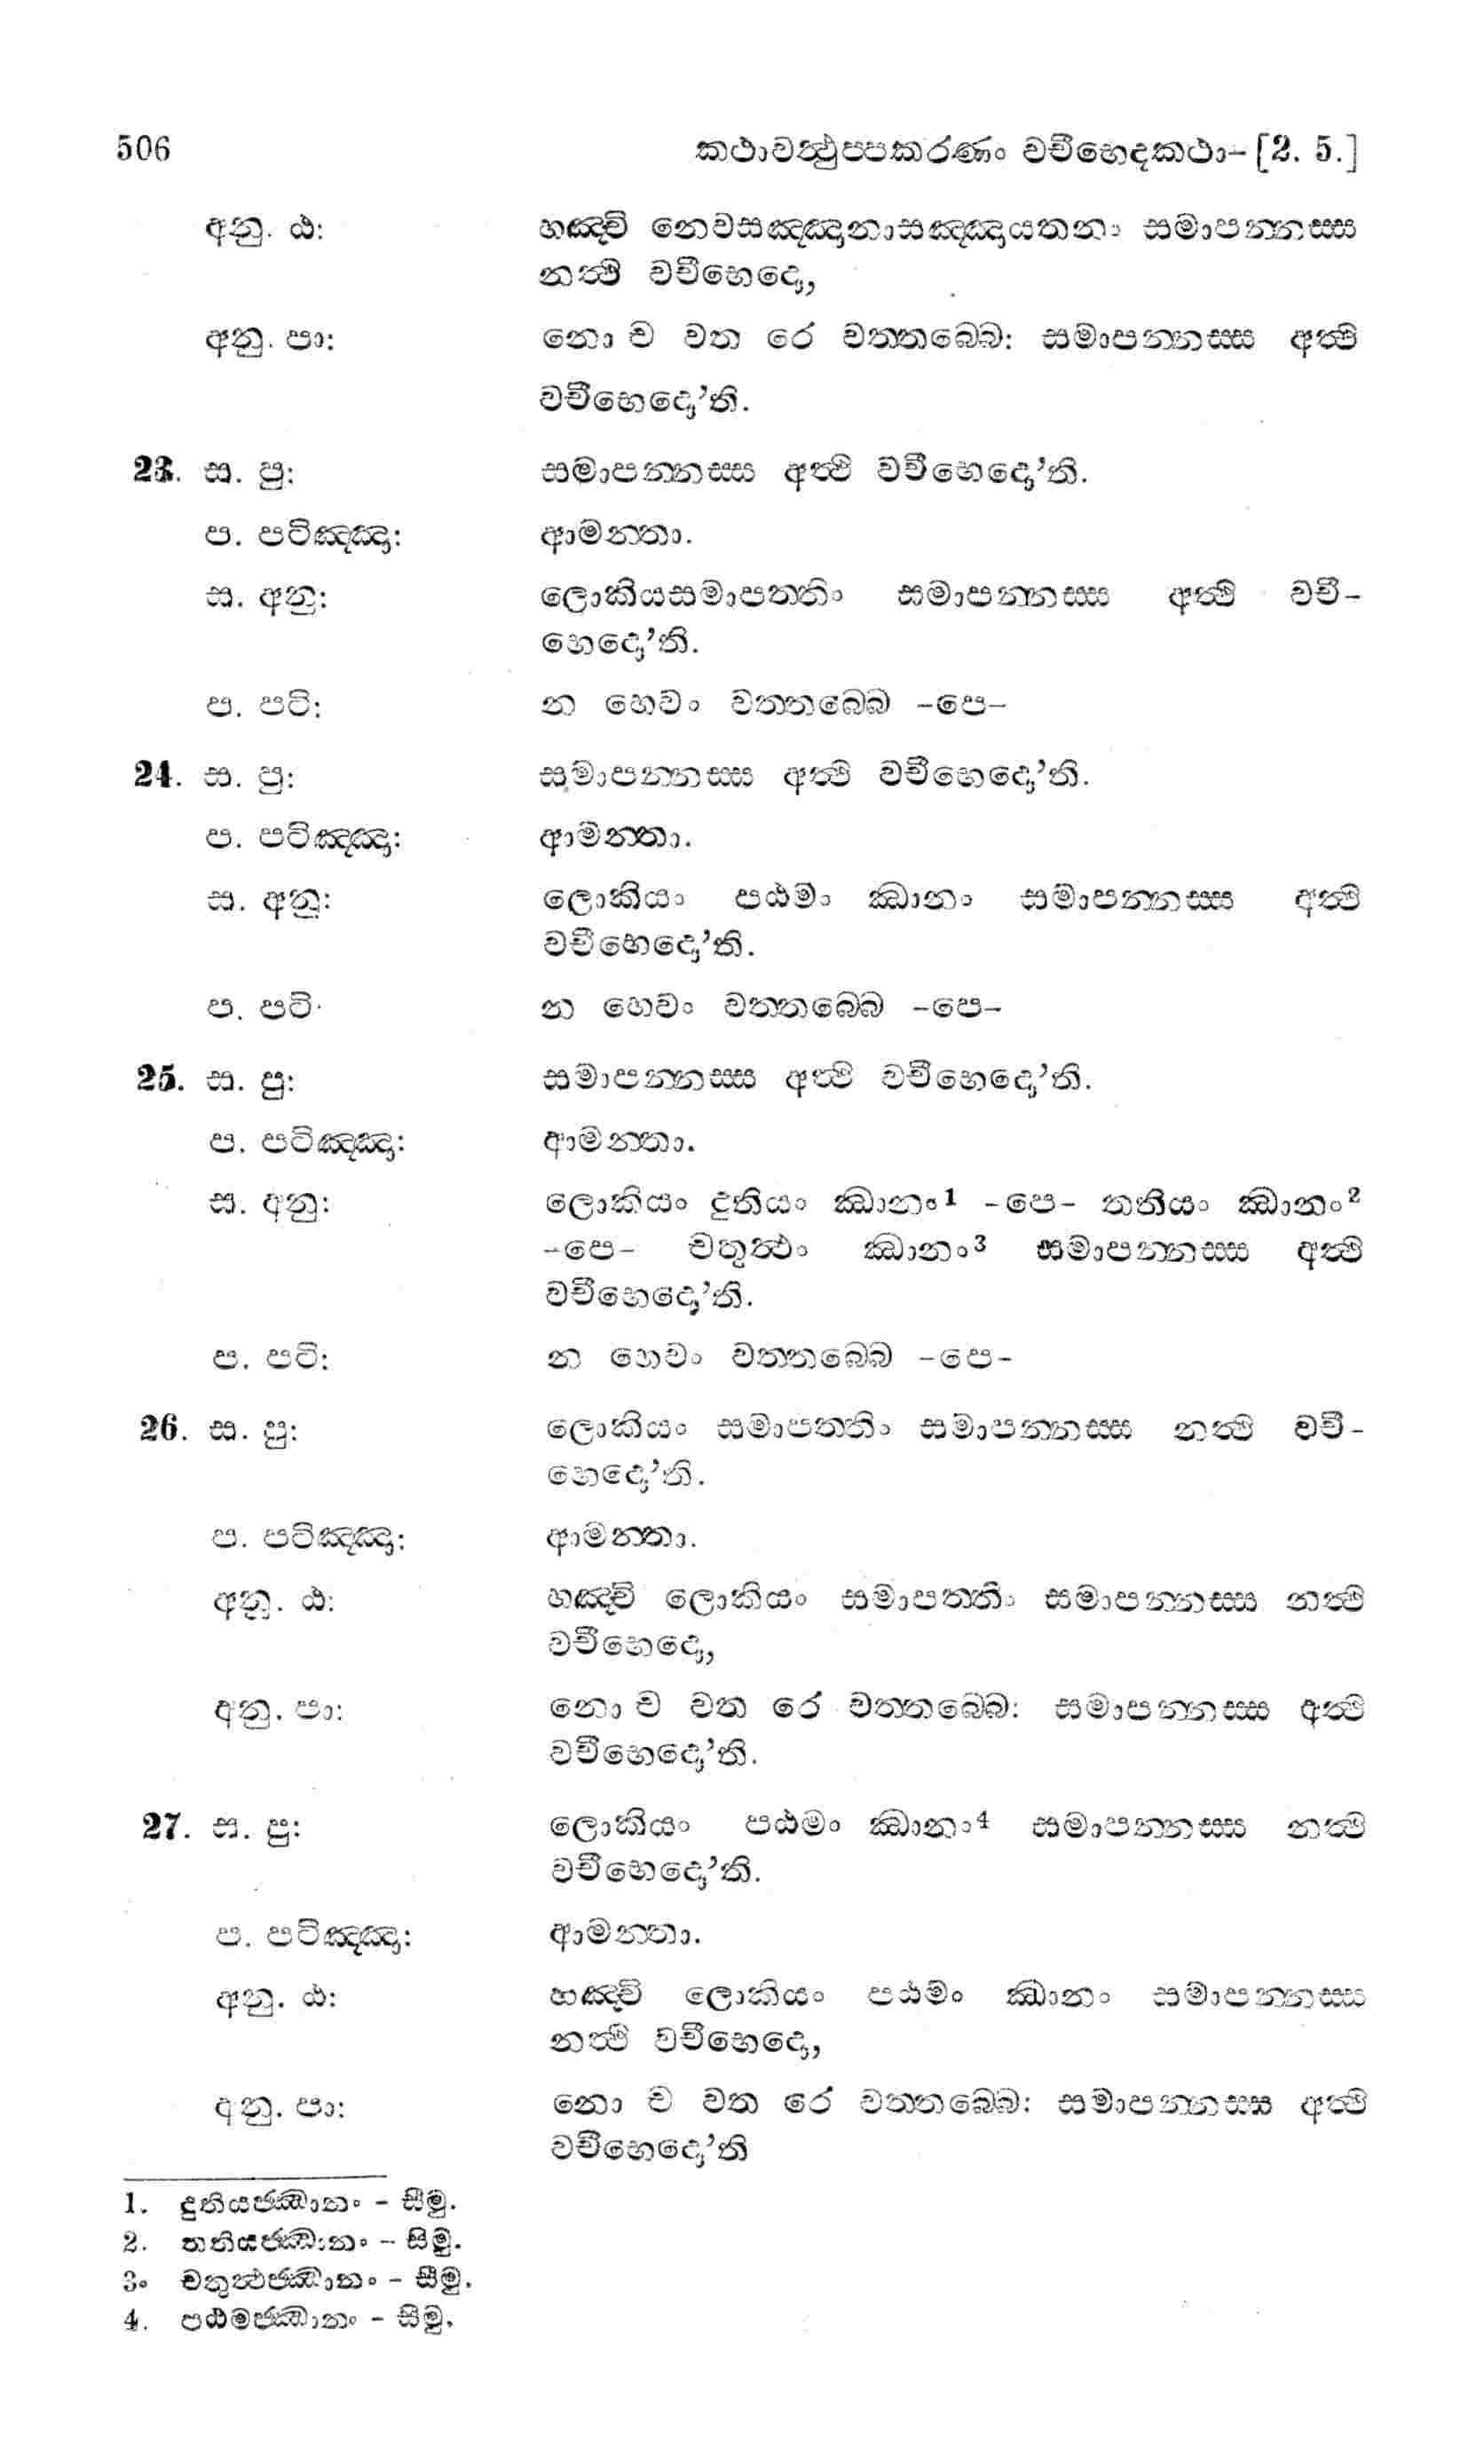 506 කථාවත්‍ථුප්පකරණං වචීභෙදකථා-[2. 5.]
අනු. ඨ: හඤ්චි නෙවසඤ්ඤානාසඤ්ඤායතනං සමාපන්නස්ස
නත්‍ථි වචීභෙදො,
අනු. පා: නො ච වත රෙ වත්තබ්බෙ: සමාපන්නස්ස අත්‍ථි
වචීභෙදො’ති.
23. ස. පු: සමාපන්නස්ස අත්‍ථි වචීභෙදො’ති.
ප. පටිඤ්ඤා: ආමන්තා.
ස. අනු: ලොකියසමාපත්තිං සමාපන්නස්ස අත්‍ථි වචී-
භෙදො’ති.
ප. පටි: න හෙවං වත්තබ්බෙ -පෙ-
24. ස. පු: සමාපන්නස්ස අත්‍ථි වචීභෙදො’ති.
ප. පටිඤ්ඤා: ආමන්තා.
ස. අනු: ලොකියං පඨමං ඣානං සමාපන්නස්ස අත්‍ථි
වචීභෙදො’ති.
ප. පටි. න හෙවං වත්තබ්බෙ -පෙ-
25. ස. පු: සමාපන්නස්ස අත්‍ථි වචීභෙදො’ති.
ප. පටිඤ්ඤා: ආමන්තා.
ස. අනු: ලොකියං දුතියං ඣානං1 -පෙ- තතියං ඣානං2
-පෙ- චතුත්‍ථං ඣානං3 සමාපන්නස්ස අත්‍ථි
වචීභෙදො’ති.
ප. පටි: න හෙවං වත්තබ්බෙ -පෙ-
26. ස. පු: ලොකියං සමාපත්තිං සමාපන්නස්ස නත්‍ථි වචී-
භෙදො’ති.
ප. පටිඤ්ඤා: ආමන්තා.
අනු. ඨ: හඤ්චි ලොකියං සමාපත්තිං සමාපන්නස්ස නත්‍ථි
වචීභෙදො,
අනු. පා: නො ච වත රෙ වත්තබ්බෙ: සමාපන්නස්ස අත්‍ථි
වචීභෙදො’ති.
27. ස. පු: ලොකියං පඨමං ඣානං4 සමාපන්නස්ස නත්‍ථි
වචීභෙදො’ති.
ප. පටිඤ්ඤා: ආමන්තා.
අනු. ඨ: හඤ්චි ලොකියං පඨමං ඣානං සමාපන්නස්ස
නත්‍ථි වචීභෙදො,
අනු. පා: නො ච වත රෙ වත්තබ්බෙ: සමාපන්නස්ස අත්‍ථි
වචීභෙදො’ති
1. දුතියජ්ඣානං - සීමු.
2. තතියජ්ඣානං - සිමු.
3. චතුත්‍ථජ්ඣානං - සීමු.
4. පඨමජ්ඣානං - සිමු.